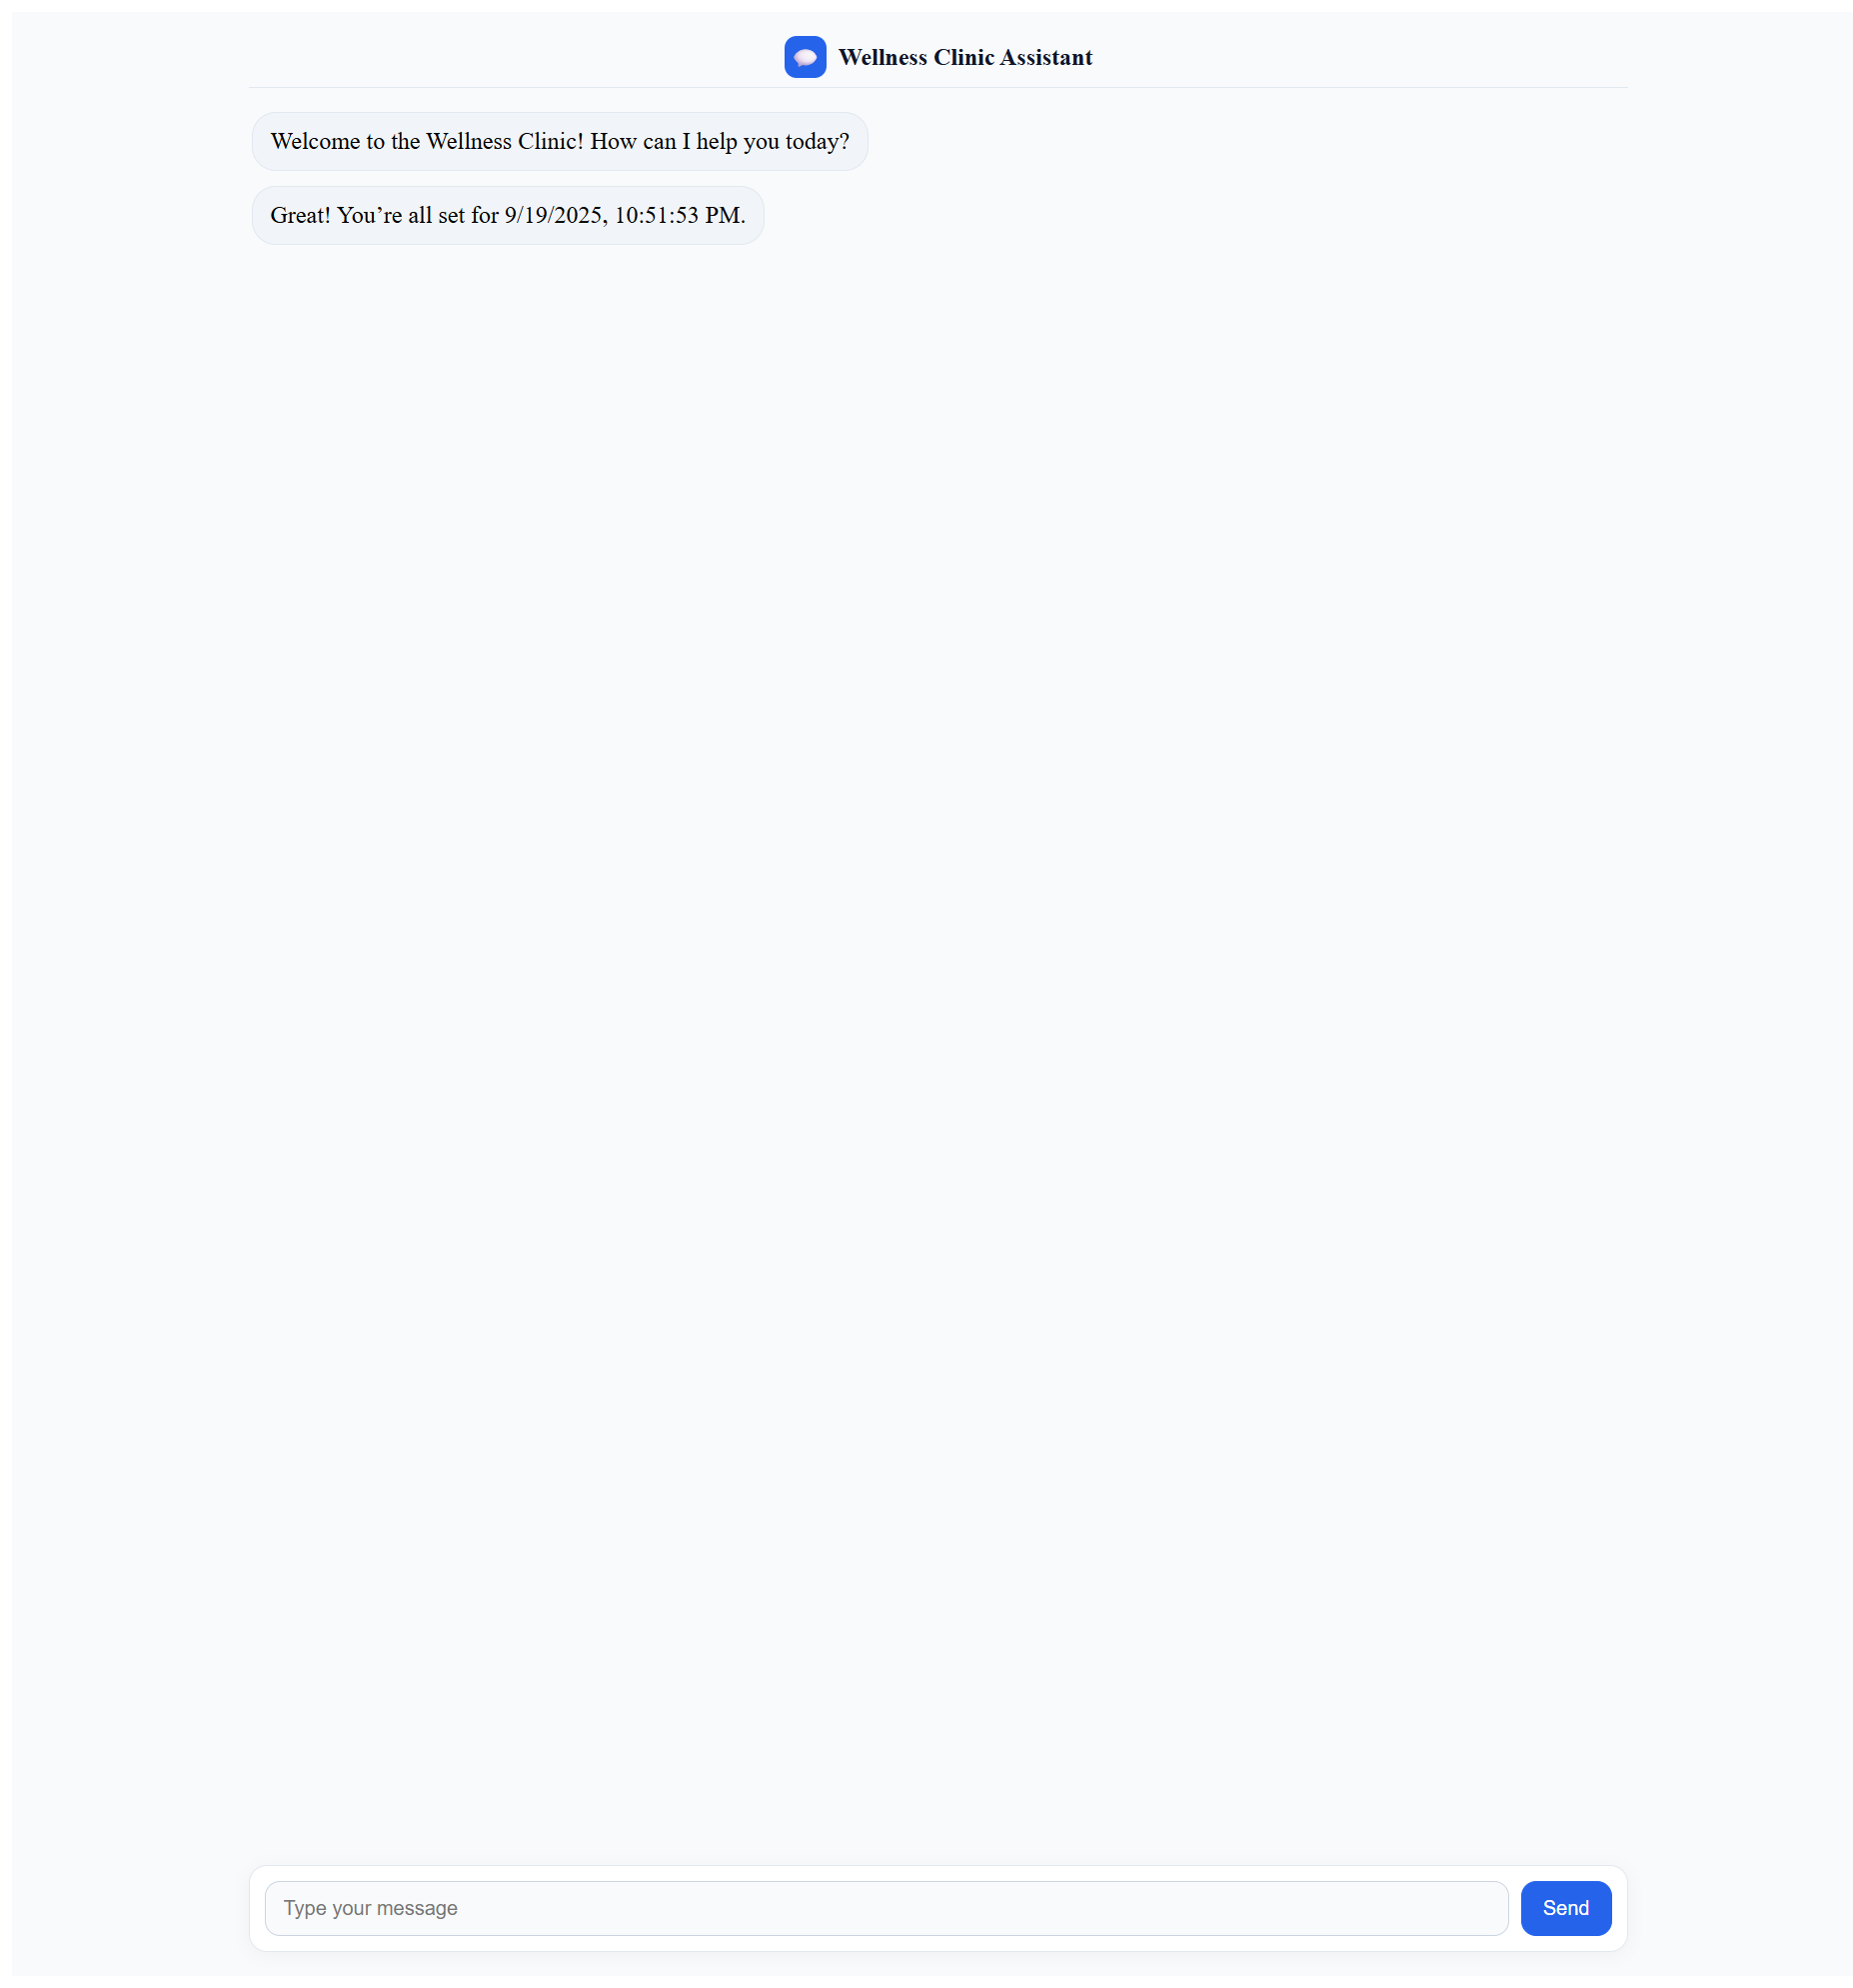 Wellness Clinic Assistant
Welcome to the Wellness Clinic! How can I help you today?
Great! You’re all set for 9/19/2025, 10:51:53 PM.
Type your message
Send